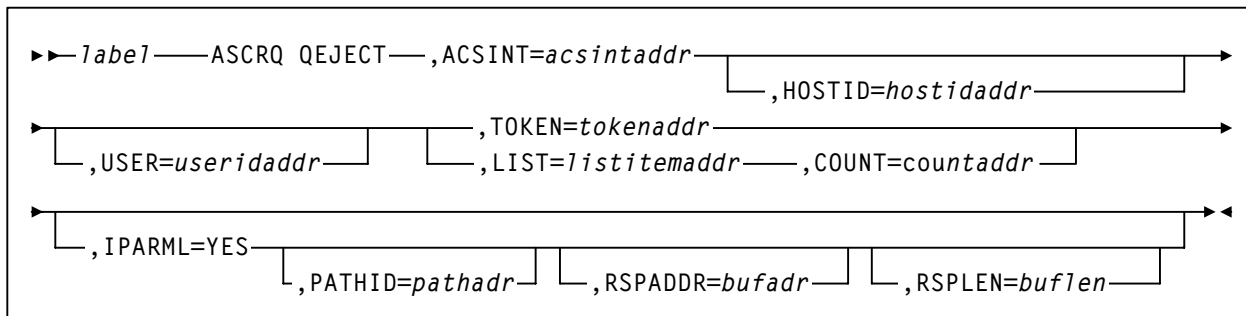 label ASCRQ QEJECT ,ACSINT=acsintaddr
,HOSTID=hostidaddr
,TOKEN=tokenaddr
,USER=useridaddr ,LIST=listitemaddr ,COUNT=countaddr
,IPARML=YES
,PATHID=pathadr ,RSPADDR=bufadr ,RSPLEN=buflen